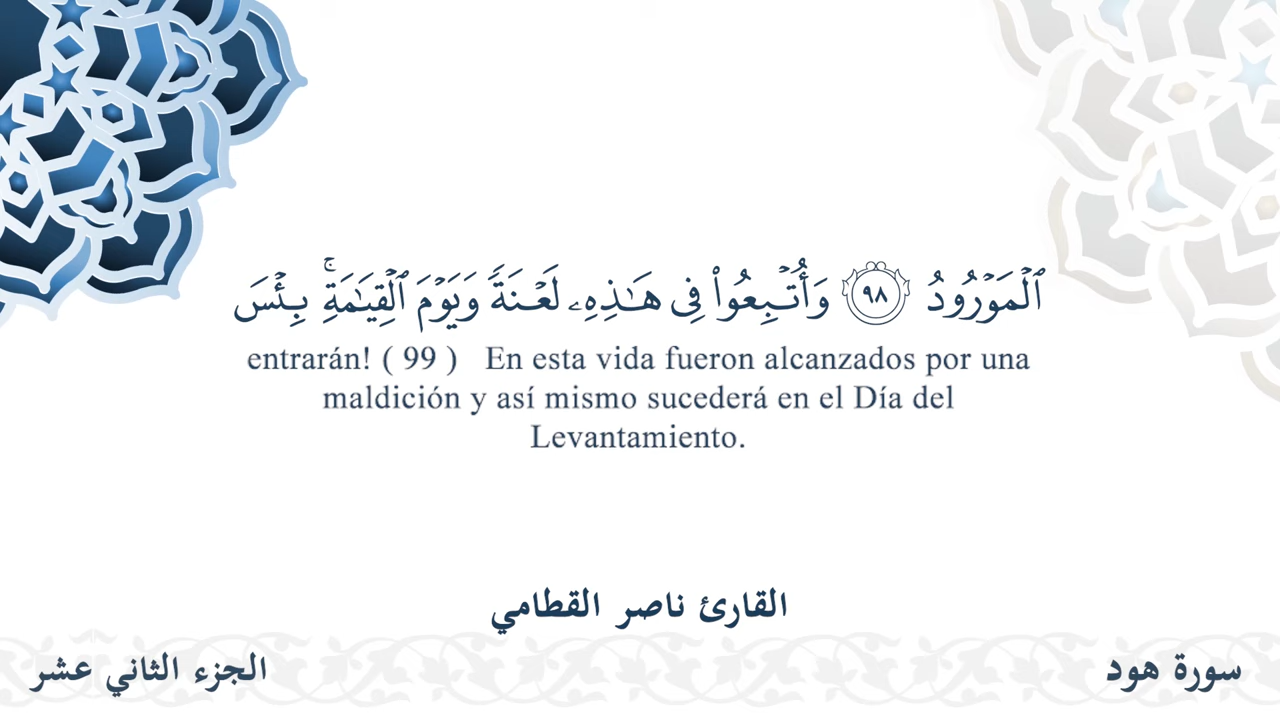 ٱلْمَوْرُودُ ٩٨ وَأُتْبِعُوا۟ فِى هَـٰذِهِۦ لَعْنَةً وَيَوْمَ ٱلْقِيَـٰمَةِ ۚ بِئْسَ
entrarán! ( 99 ) En esta vida fueron alcanzados por una
maldición y así mismo sucederá en el Día del
Levantamiento.
القارئ ناصر القطامي
سورة هود
الجزء الثاني عشر